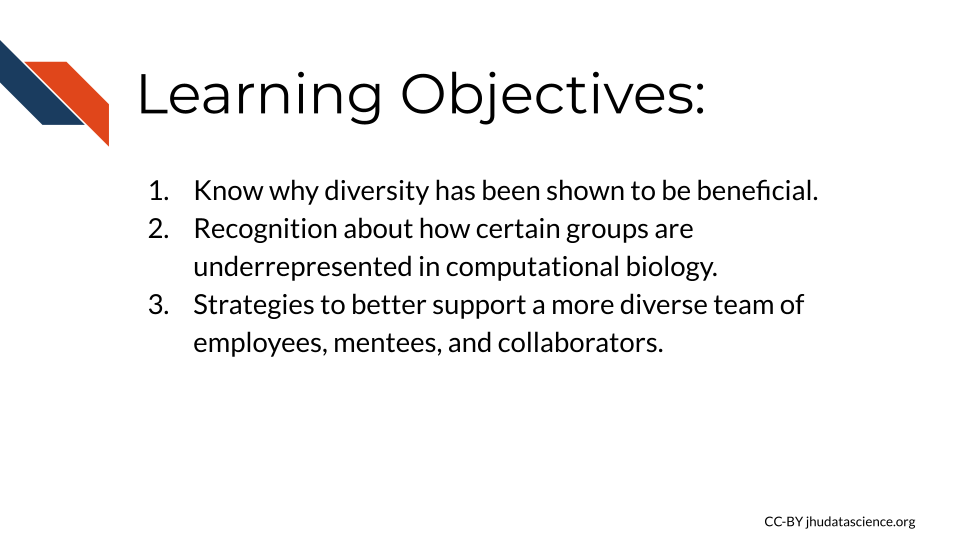 Learning Objectives:
1. Know why diversity has been shown to be beneficial.
2. Recognition about how certain groups are
underrepresented in computational biology.
3. Strategies to better support a more diverse team of
employees, mentees, and collaborators.
CC-BY jhudatascience.org